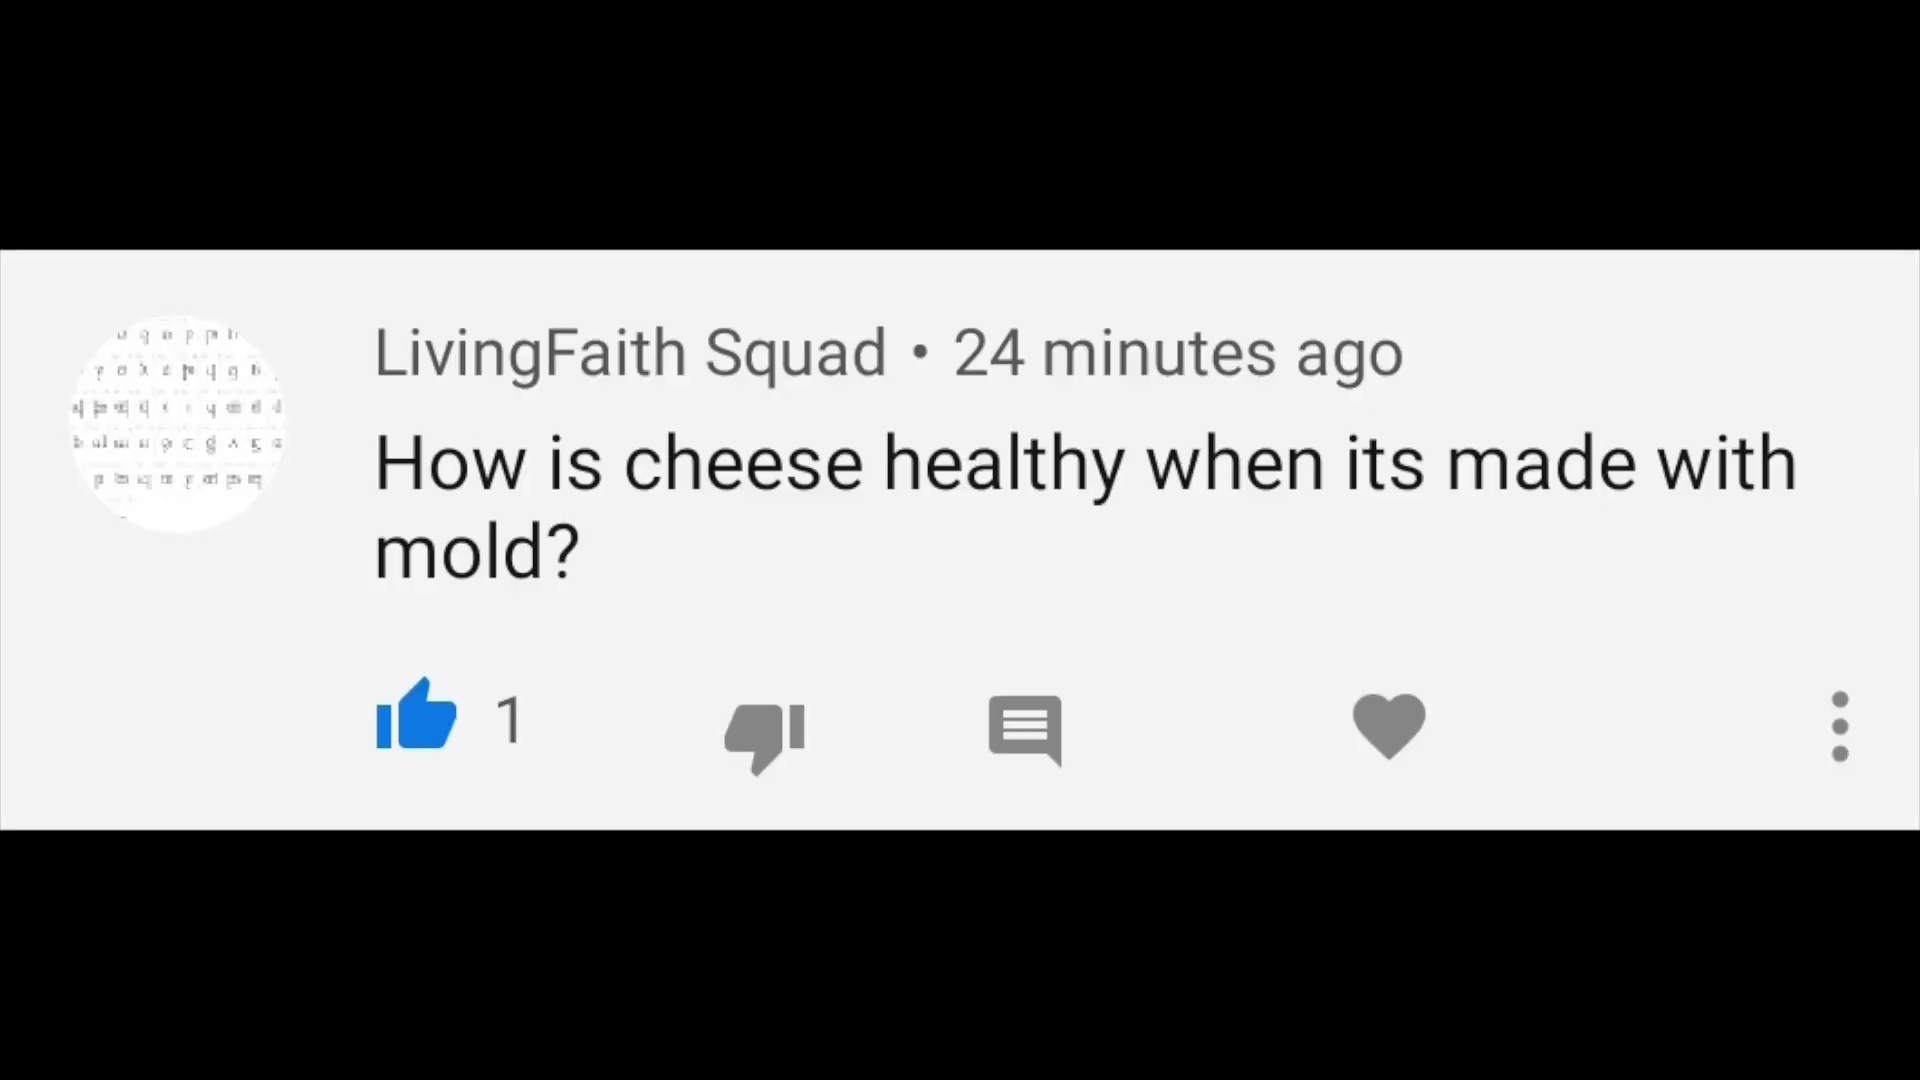 LivingFaith Squad • 24 minutes ago
How is cheese healthy when its made with
mold?
1